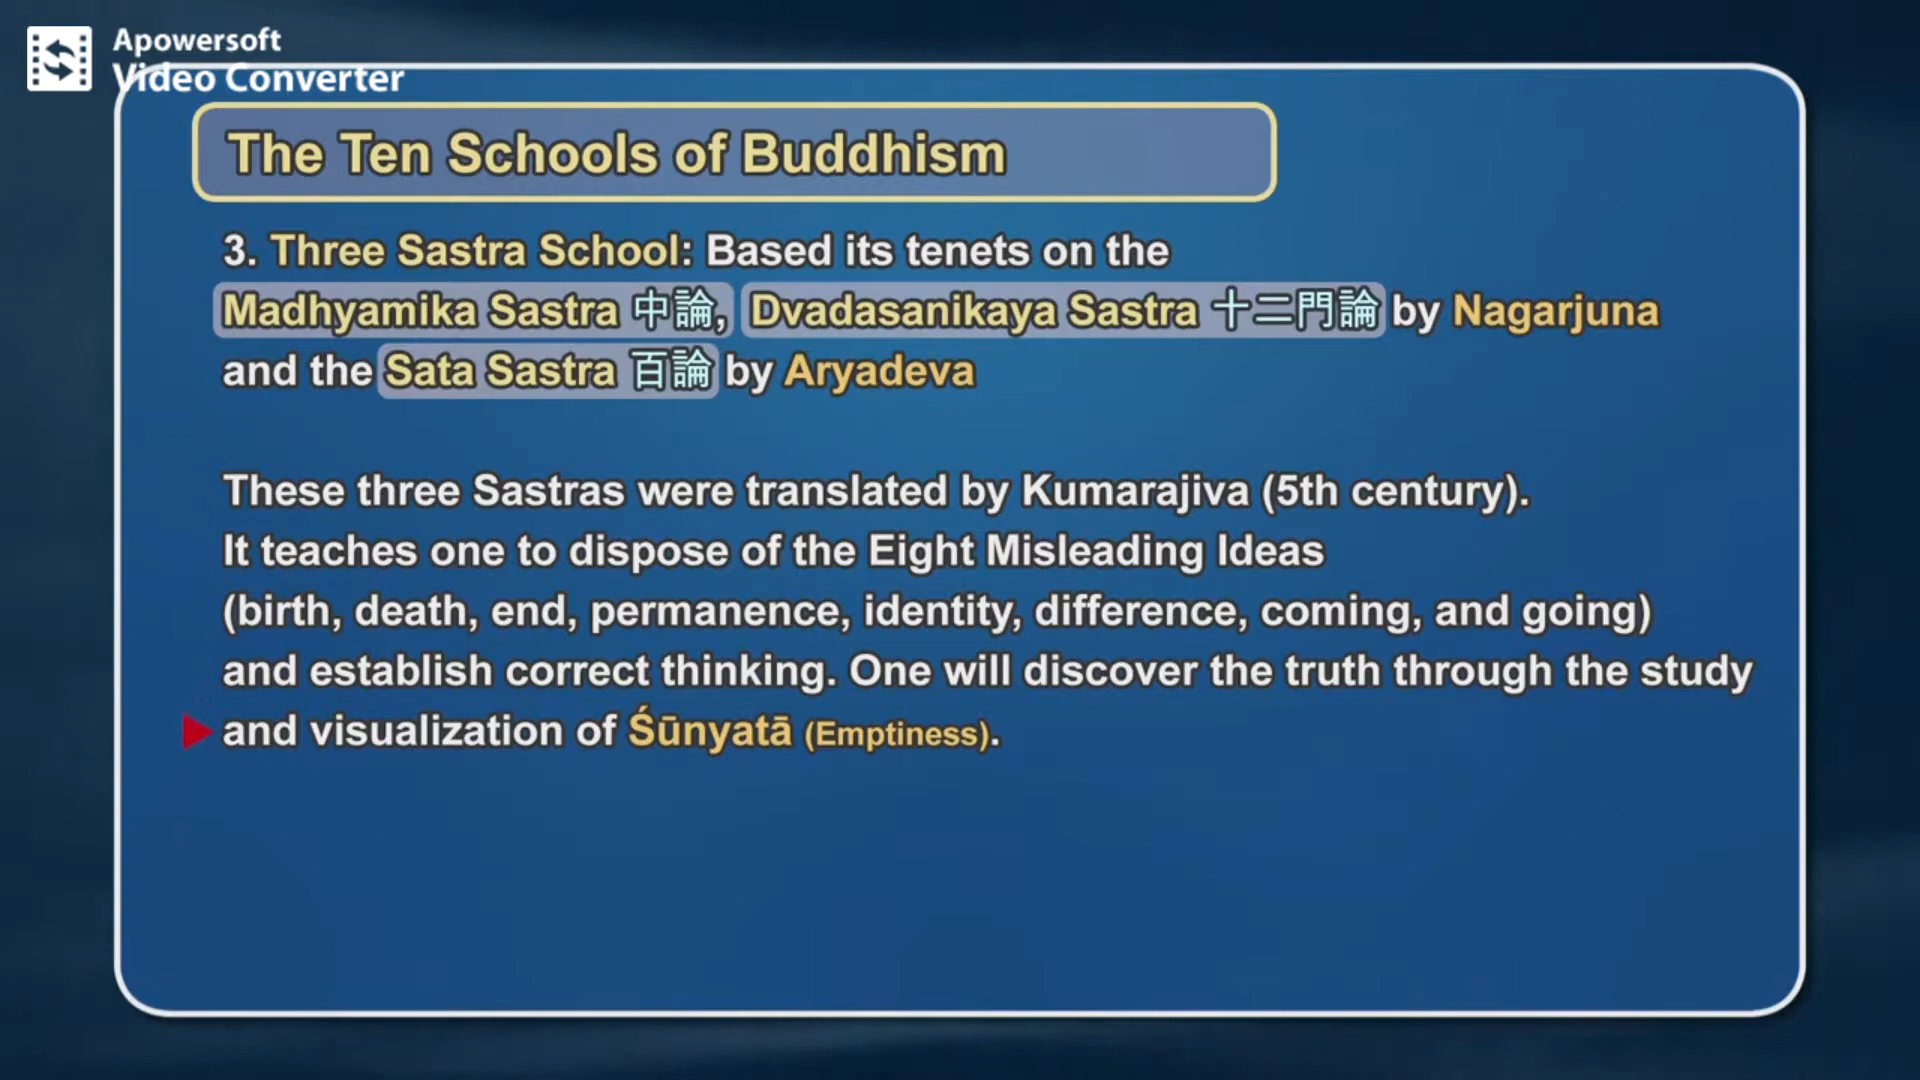 Apowersoft
Video Converter
The Ten Schools of Buddhism
3. Three Sastra School: Based its tenets on the
Madhyamika Sastra 中論, Dvadasanikaya Sastra 十二門論 by Nagarjuna
and the Sata Sastra 百論 by Aryadeva
These three Sastras were translated by Kumarajiva (5th century).
It teaches one to dispose of the Eight Misleading Ideas
(birth, death, end, permanence, identity, difference, coming, and going)
and establish correct thinking. One will discover the truth through the study
and visualization of Śūnyatā (Emptiness).